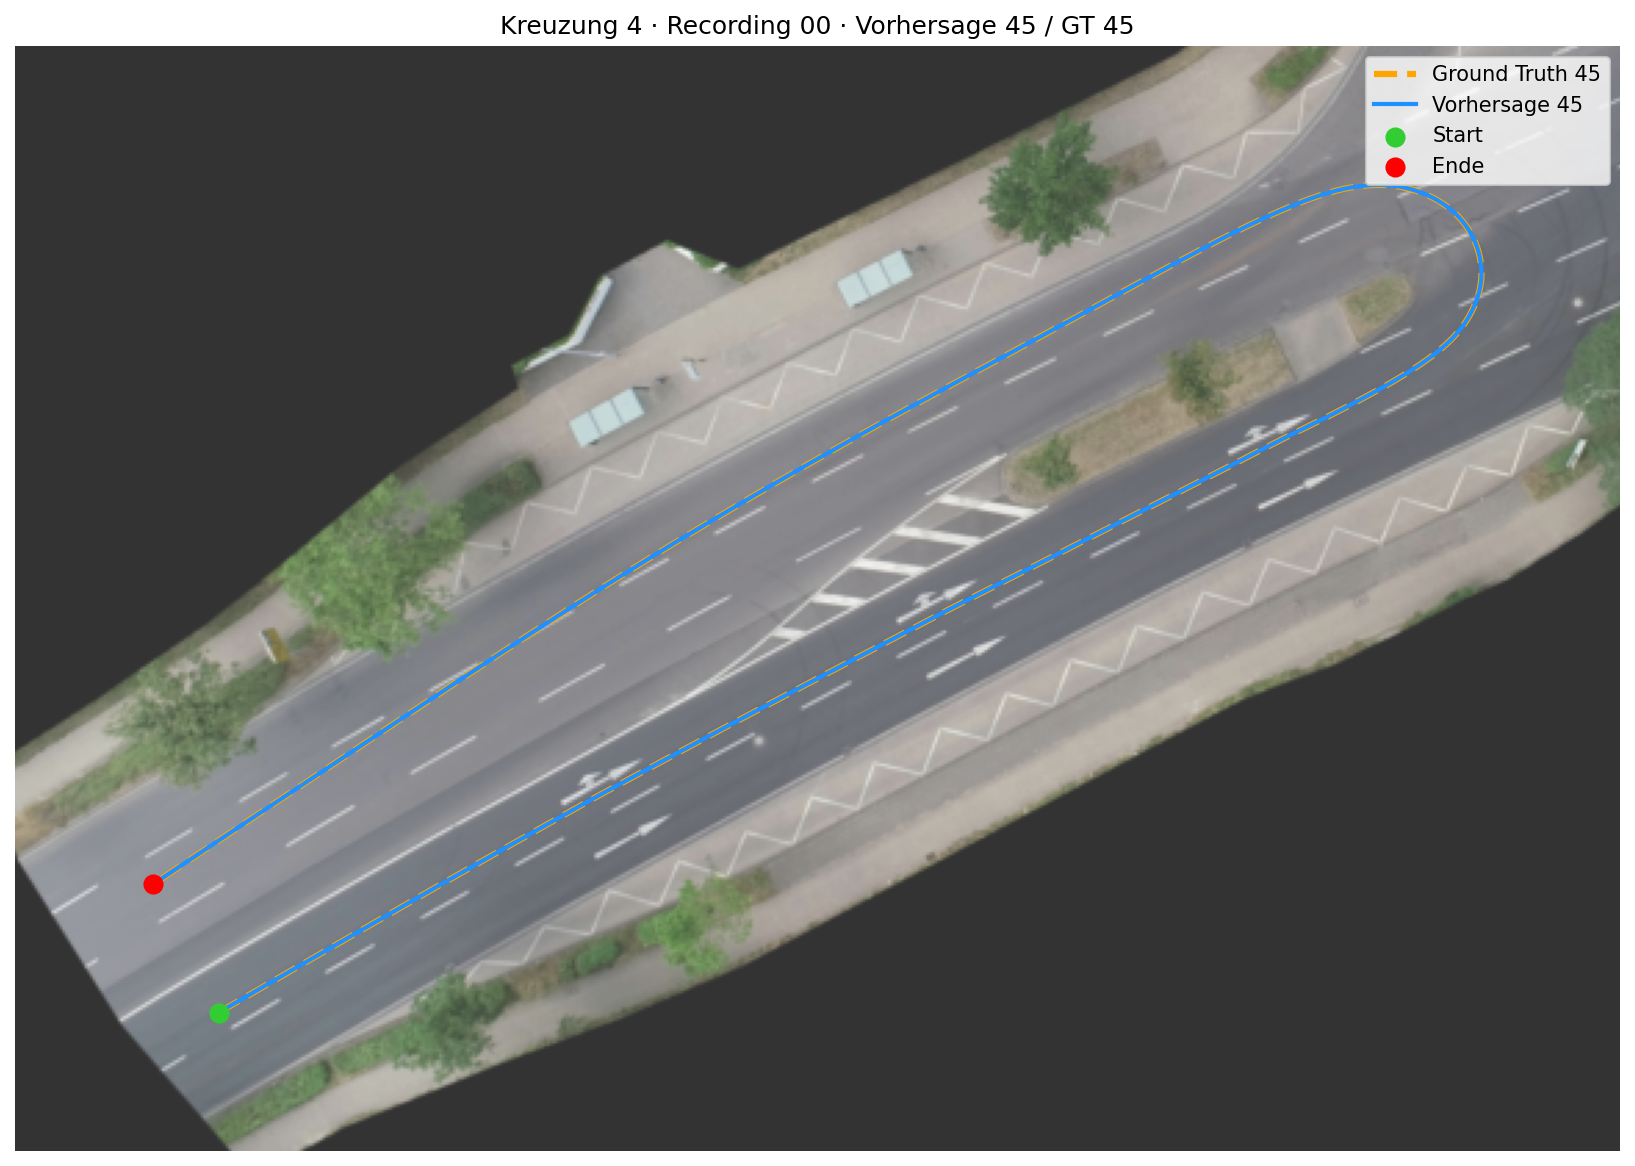 Kreuzung 4 · Recording 00 · Vorhersage 45 / GT 45
Ground Truth 45
Vorhersage 45
Start
Ende